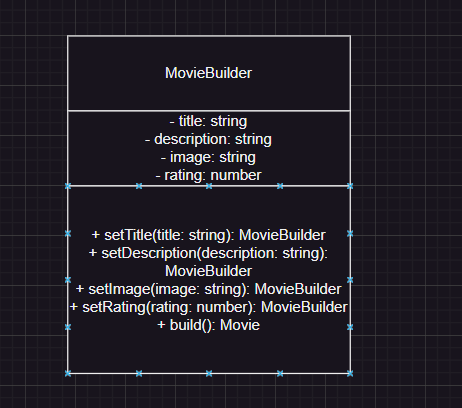 MovieBuilder
- title: string
- description: string
- image: string
- rating: number
+ setTitle(title: string): MovieBuilder
+ setDescription(description: string):
MovieBuilder
+ setImage(image: string): MovieBuilder
+ setRating(rating: number): MovieBuilder
+ build(): Movie